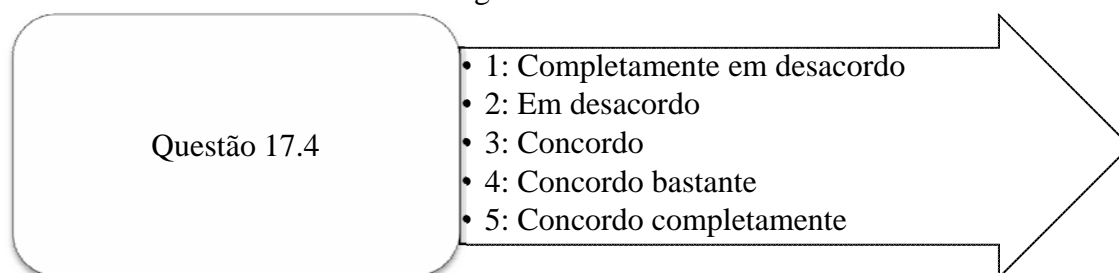 Questão 17.4
• 1: Completamente em desacordo
• 2: Em desacordo
• 3: Concordo
• 4: Concordo bastante
• 5: Concordo completamente